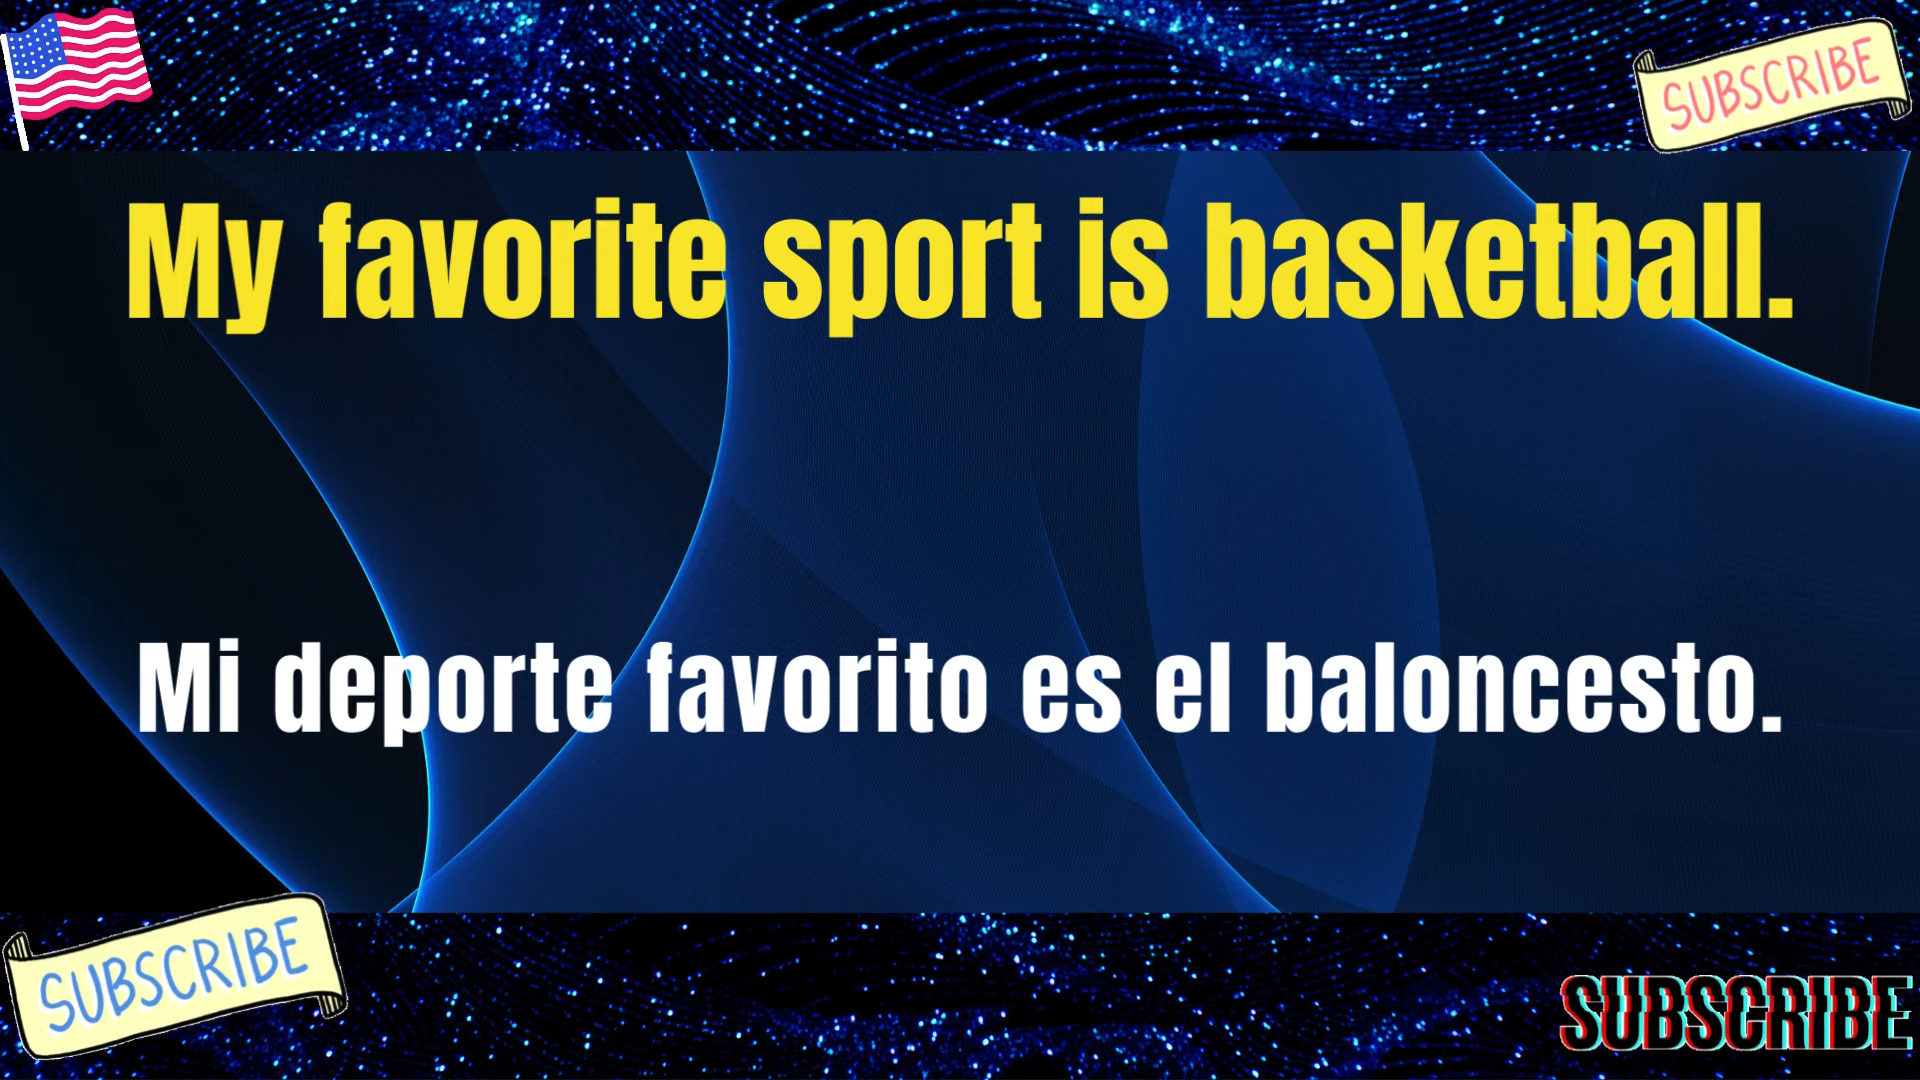 SUBSCRIBE
My favorite sport is basketball.
Mi deporte favorito es el baloncesto.
SUBSCRIBE
SUBSCRIBE